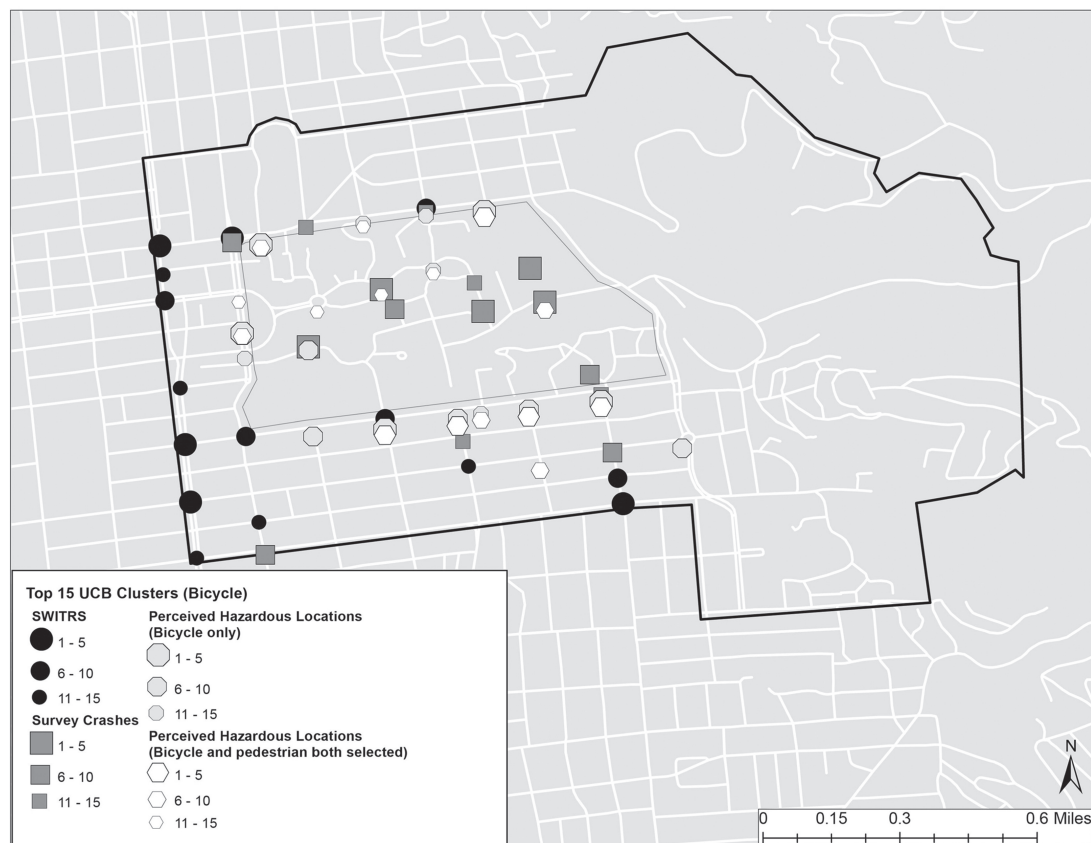 Top 15 UCB Clusters (Bicycle)
SWITRS
1 - 5
6 - 10
11 - 15
Survey Crashes
1 - 5
6 - 10
11 - 15
Perceived Hazardous Locations
(Bicycle only)
1 - 5
6 - 10
11 - 15
Perceived Hazardous Locations
(Bicycle and pedestrian both selected)
1 - 5
6 - 10
11 - 15
N
0 0.15 0.3 0.6 Miles